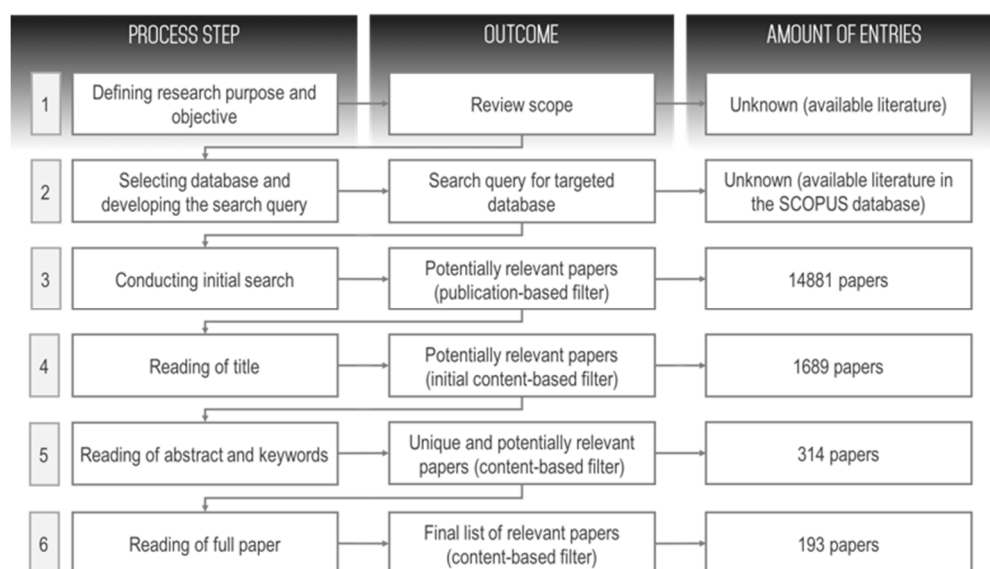 PROCESS STEP
OUTCOME
AMOUNT OF ENTRIES
1
Defining research purpose and
objective
Review scope
Unknown (available literature)
2
Selecting database and
developing the search query
Search query for targeted
database
Unknown (available literature in
the SCOPUS database)
3
Conducting initial search
Potentially relevant papers
(publication-based filter)
14881 papers
4
Reading of title
Potentially relevant papers
(initial content-based filter)
1689 papers
5
Reading of abstract and keywords
Unique and potentially relevant
papers (content-based filter)
314 papers
6
Reading of full paper
Final list of relevant papers
(content-based filter)
193 papers